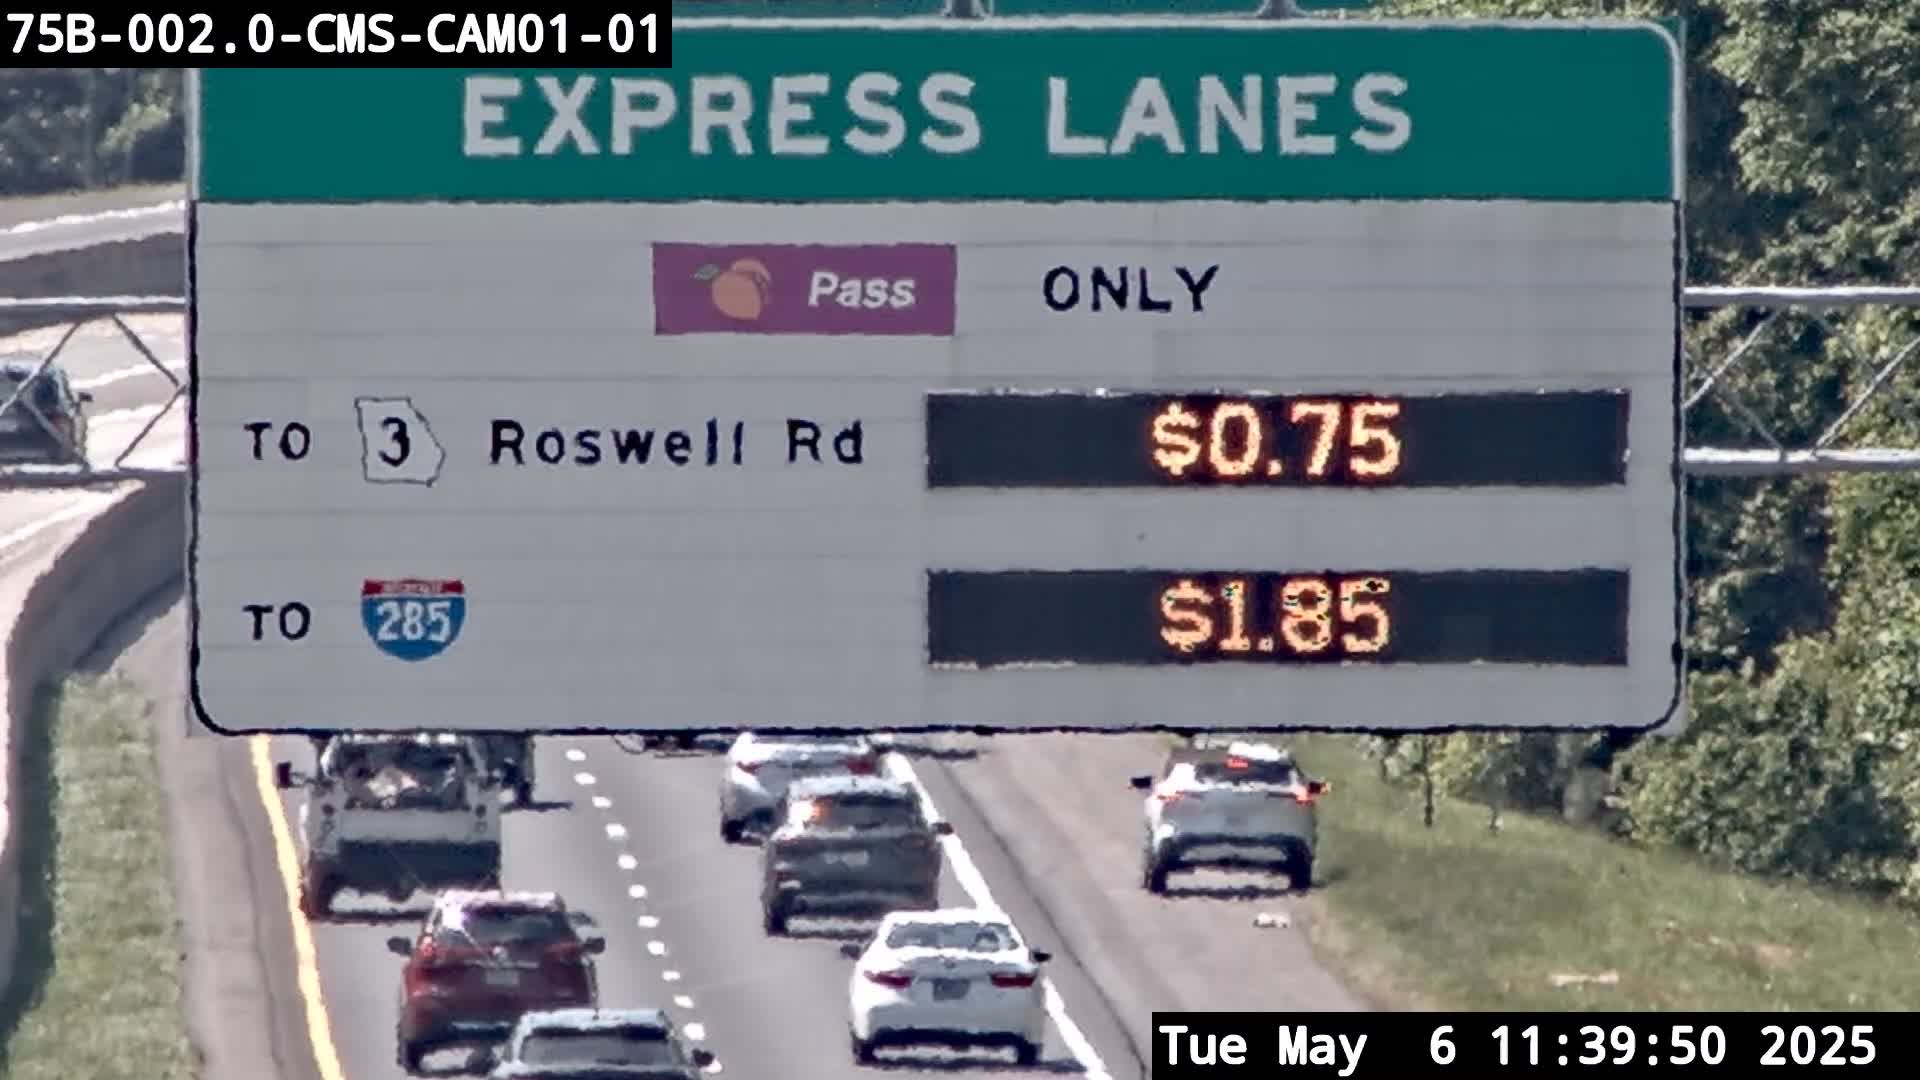 75B-002.0-CMS-CAM01-01
EXPRESS LANES
Pass ONLY
TO 3 Roswell Rd $0.75
TO 285 $1.85
Tue May 6 11:39:50 2025